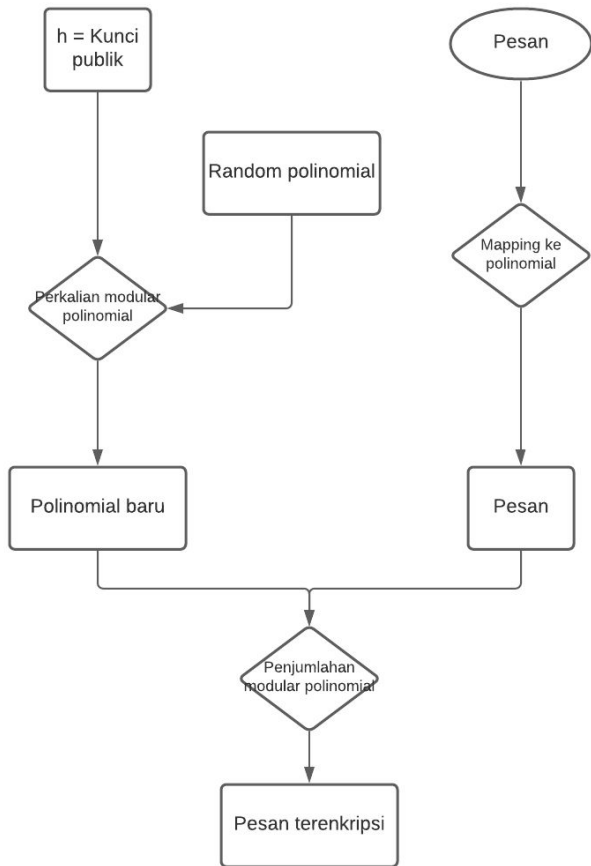 h = Kunci
publik
Pesan
Random polinomial
Mapping ke
polinomial
Perkalian modular
polinomial
Polinomial baru
Pesan
Penjumlahan
modular polinomial
Pesan terenkripsi